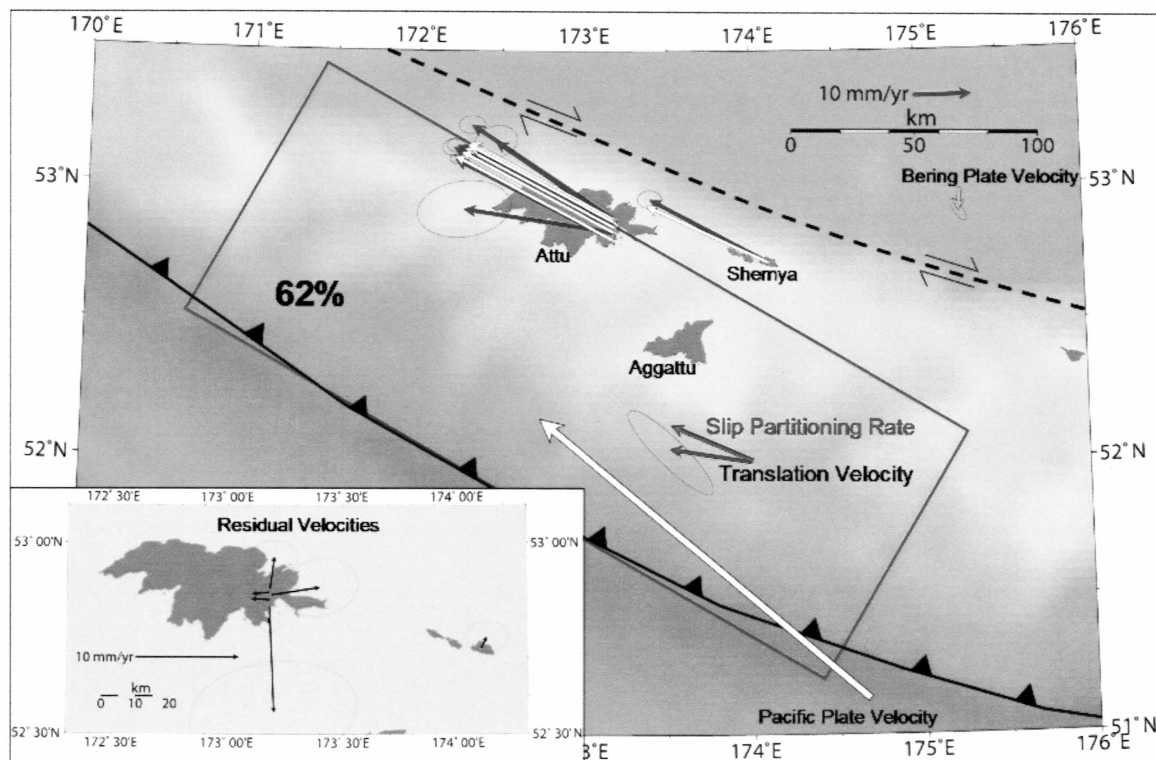 170˚E 171˚E 172˚E 173˚E 174˚E 175˚E 176˚E
10 mm/yr
km
0 50 100
53˚N 53˚N
Bering Plate Velocity
Attu
Shemya
62%
Aggattu
Slip Partitioning Rate
52˚N 52˚N
Translation Velocity
172˚ 30'E 173˚ 00'E 173˚ 30'E 174˚ 00'E
Residual Velocities
53˚ 00'N 53˚ 00'N
10 mm/yr
km
0 10 20
52˚ 30'N 52˚ 30'N
172˚ 30'E 173˚ 00'E 173˚ 30'E 174˚ 00'E
Pacific Plate Velocity
51˚N
3˚E 174˚E 175˚E 176˚E